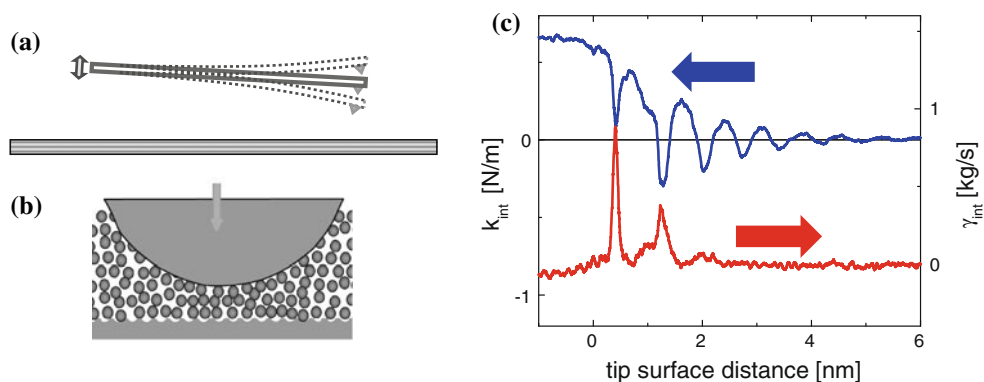 (a)
(b)
(c)
k_int [N/m]
0
-1
1
0
γ_int [kg/s]
0 2 4 6
tip surface distance [nm]